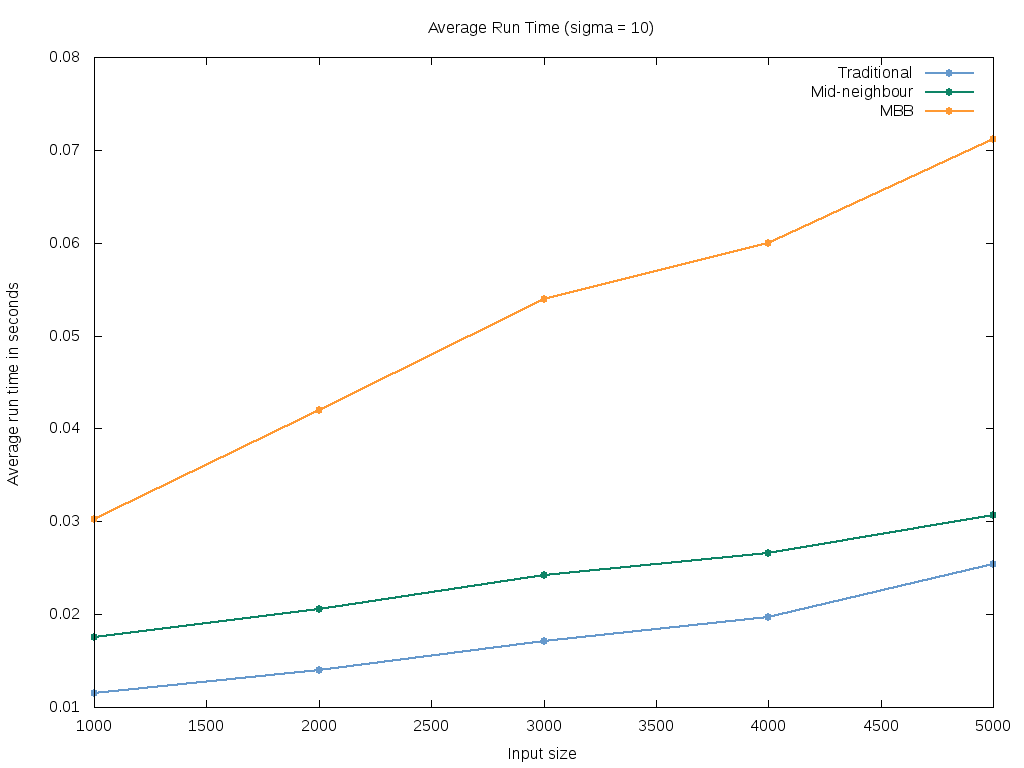 Average Run Time (sigma = 10)
0.08
0.07
0.06
0.05
0.04
0.03
0.02
0.01
Average run time in seconds
Traditional
Mid-neighbour
MBB
1000 1500 2000 2500 3000 3500 4000 4500 5000
Input size